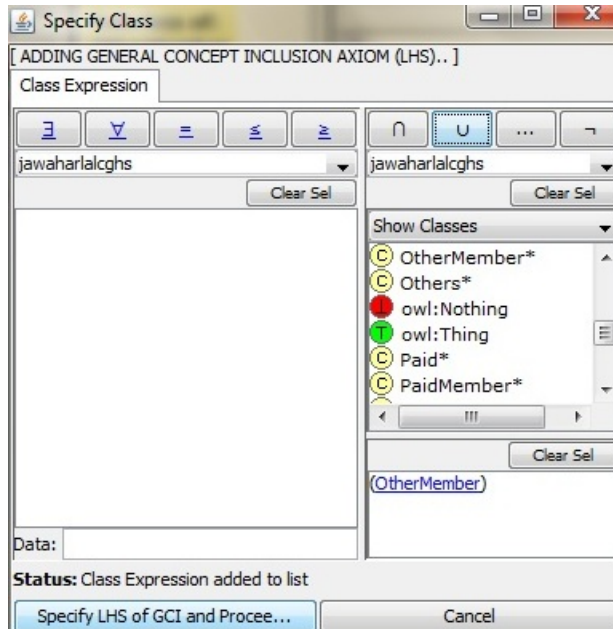 Specify Class
[ ADDING GENERAL CONCEPT INCLUSION AXIOM (LHS).. ]
Class Expression
∃ ∀ = ≤ ≥
∩ ∪ ... ¬
jawaharlalcghs
jawaharlalcghs
Clear Sel
Clear Sel
Show Classes
C OtherMember*
C Others*
⊥ owl:Nothing
T owl:Thing
C Paid*
C PaidMember*
Clear Sel
(OtherMember)
Data:
Status: Class Expression added to list
Specify LHS of GCI and Procee...
Cancel